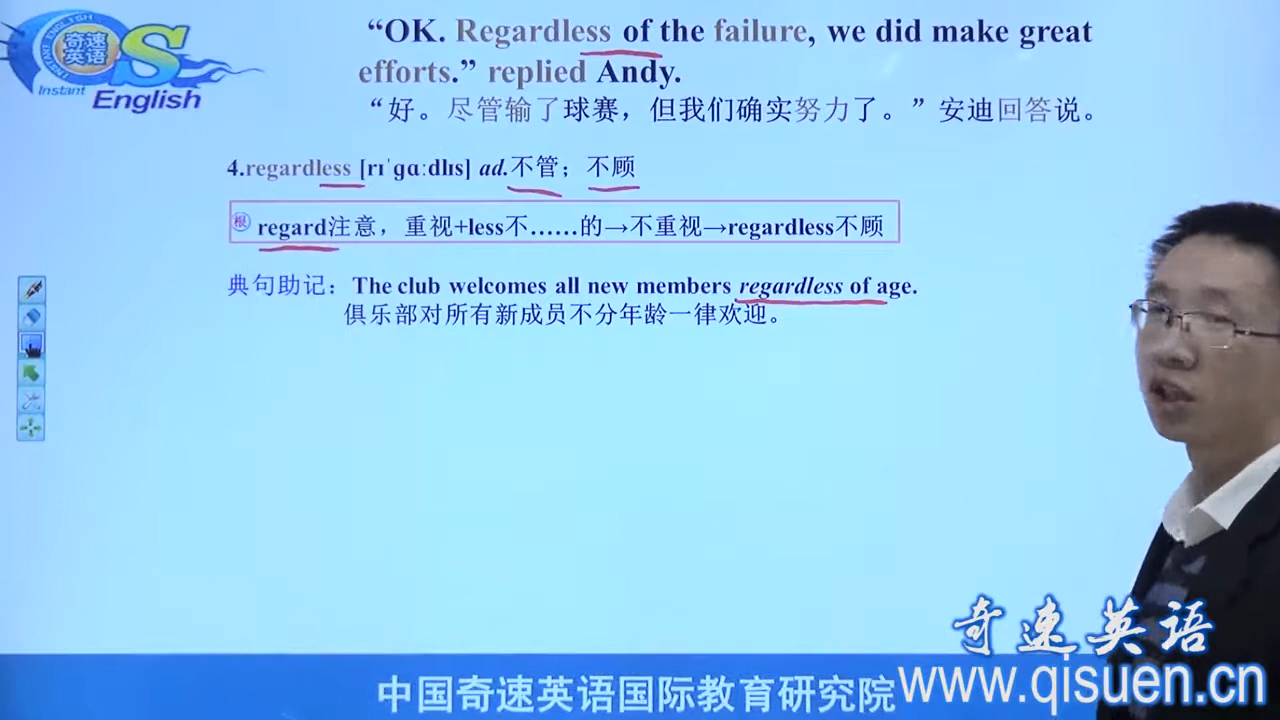 INSTANT ENGLISH
奇速
英语
QS
Instant
English
“OK. Regardless of the failure, we did make great
efforts.” replied Andy.
“好。尽管输了球赛，但我们确实努力了。”安迪回答说。
4.regardless [rɪˈɡɑːdlɪs] ad.不管；不顾
根 regard注意，重视+less不……的→不重视→regardless不顾
典句助记：The club welcomes all new members regardless of age.
俱乐部对所有新成员不分年龄一律欢迎。
奇速英语
www.qisuen.cn
中国奇速英语国际教育研究院